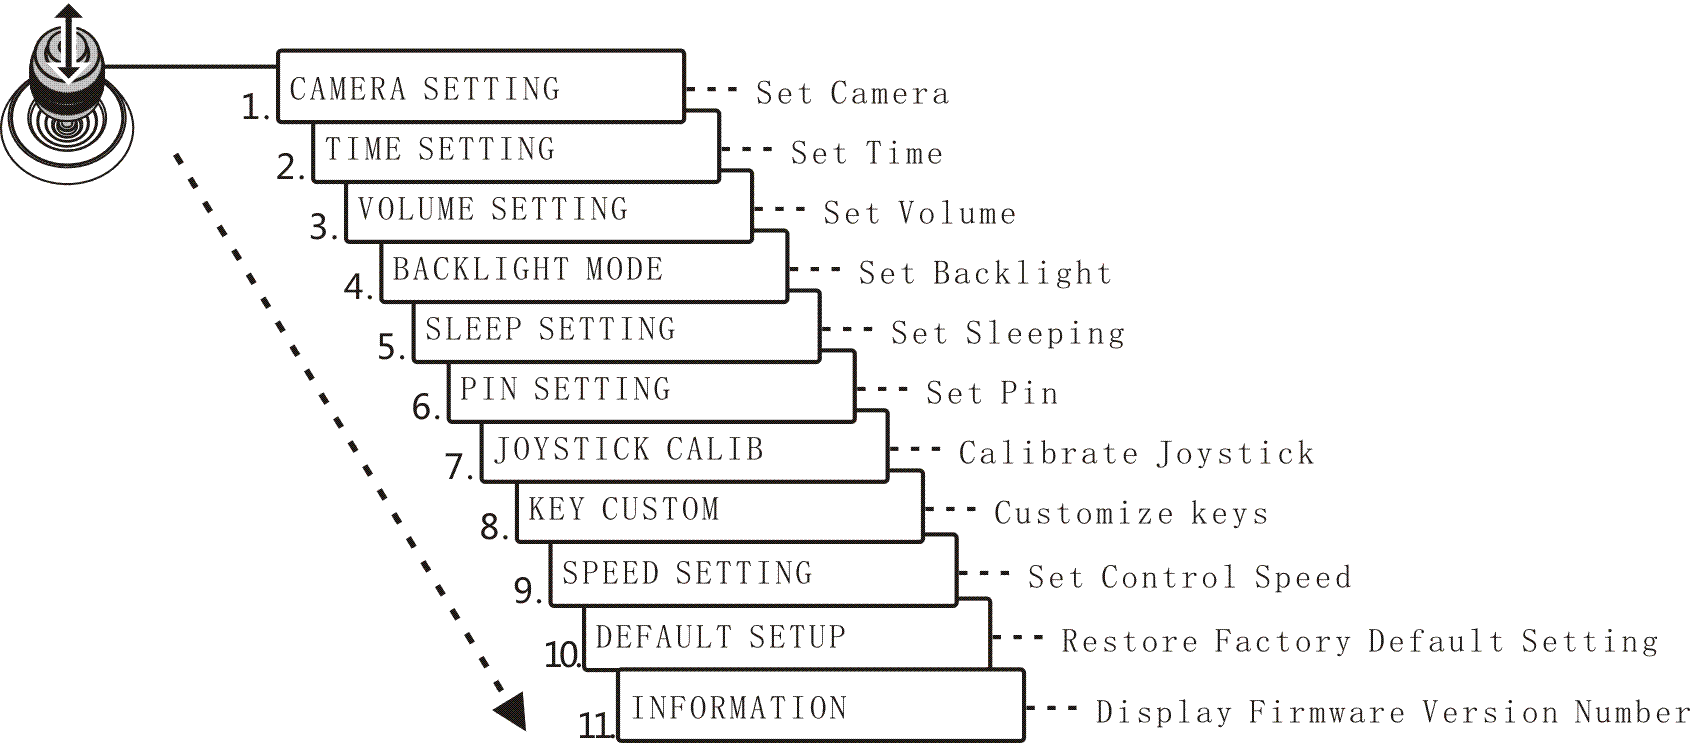 1. CAMERA SETTING --- Set Camera
2. TIME SETTING --- Set Time
3. VOLUME SETTING --- Set Volume
4. BACKLIGHT MODE --- Set Backlight
5. SLEEP SETTING --- Set Sleeping
6. PIN SETTING --- Set Pin
7. JOYSTICK CALIB --- Calibrate Joystick
8. KEY CUSTOM --- Customize keys
9. SPEED SETTING --- Set Control Speed
10. DEFAULT SETUP --- Restore Factory Default Setting
11. INFORMATION --- Display Firmware Version Number